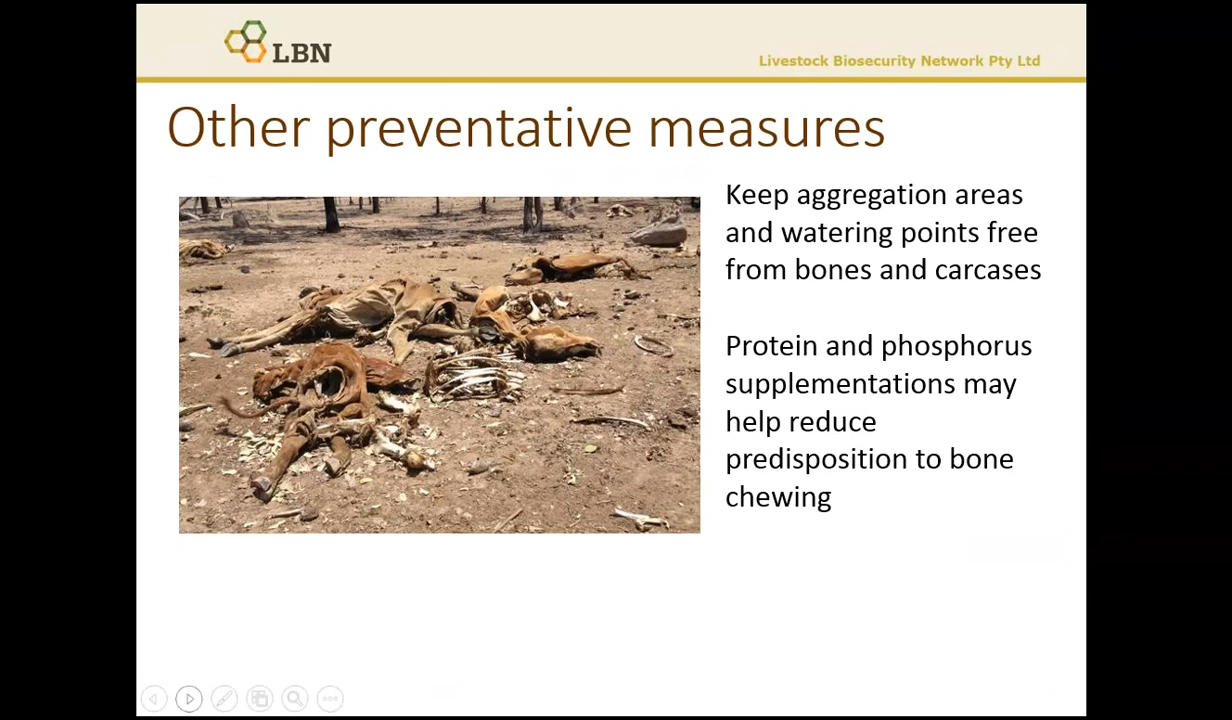 LBN
Livestock Biosecurity Network Pty Ltd
Other preventative measures
Keep aggregation areas
and watering points free
from bones and carcases
Protein and phosphorus
supplementations may
help reduce
predisposition to bone
chewing